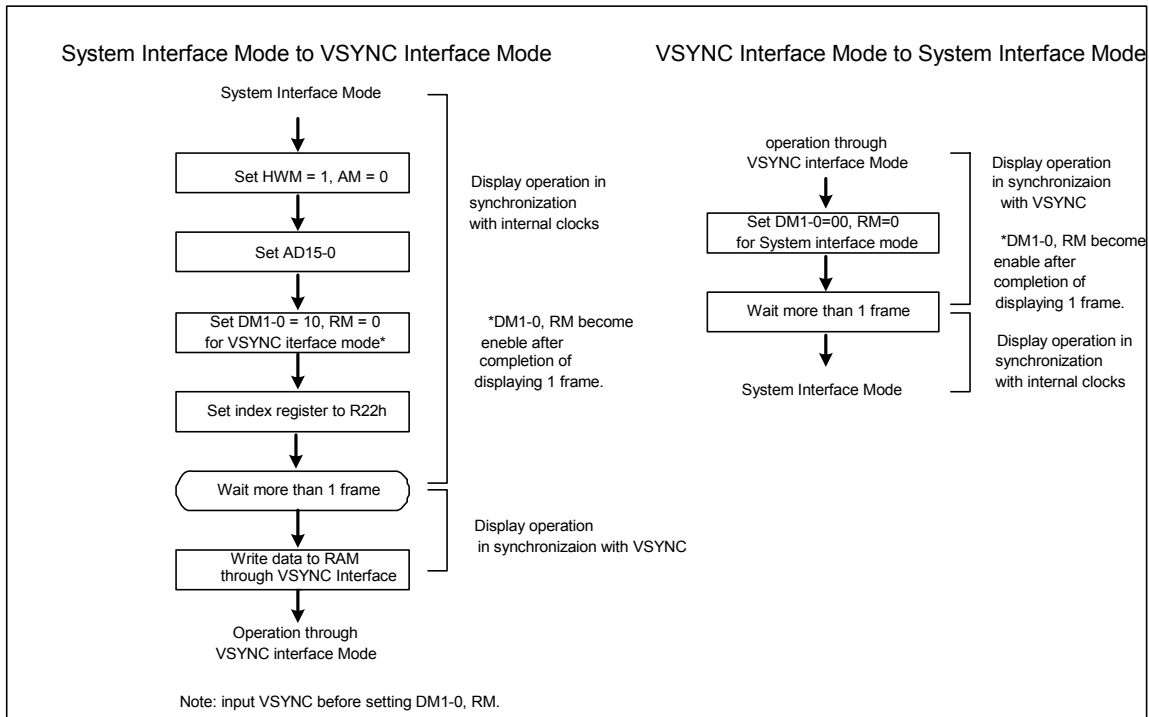 System Interface Mode to VSYNC Interface Mode
System Interface Mode
Set HWM = 1, AM = 0
Set AD15-0
Set DM1-0 = 10, RM = 0
for VSYNC iterface mode*
Set index register to R22h
Wait more than 1 frame
Write data to RAM
through VSYNC Interface
Operation through
VSYNC interface Mode
Display operation in
synchronization
with internal clocks
*DM1-0, RM become
eneble after
completion of
displaying 1 frame.
Display operation
in synchronizaion with VSYNC
Note: input VSYNC before setting DM1-0, RM.
VSYNC Interface Mode to System Interface Mode
operation through
VSYNC interface Mode
Set DM1-0=00, RM=0
for System interface mode
Wait more than 1 frame
System Interface Mode
Display operation
in synchronizaion
with VSYNC
*DM1-0, RM become
enable after
completion of
displaying 1 frame.
Display operation in
synchronization
with internal clocks